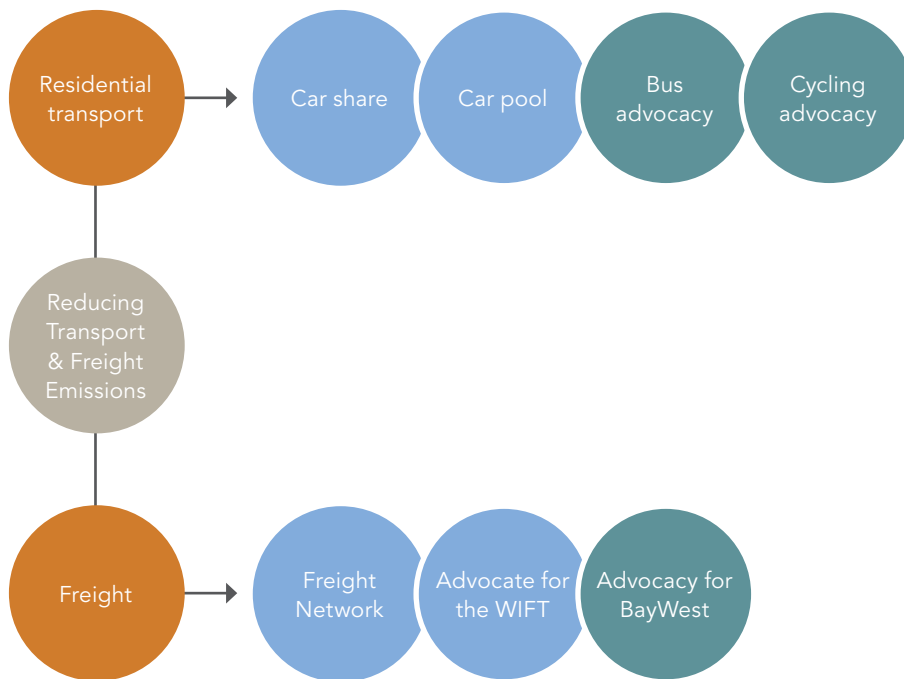 Residential
transport
Car share
Car pool
Bus
advocacy
Cycling
advocacy
Reducing
Transport
& Freight
Emissions
Freight
Freight
Network
Advocate for
the WIFT
Advocacy for
BayWest